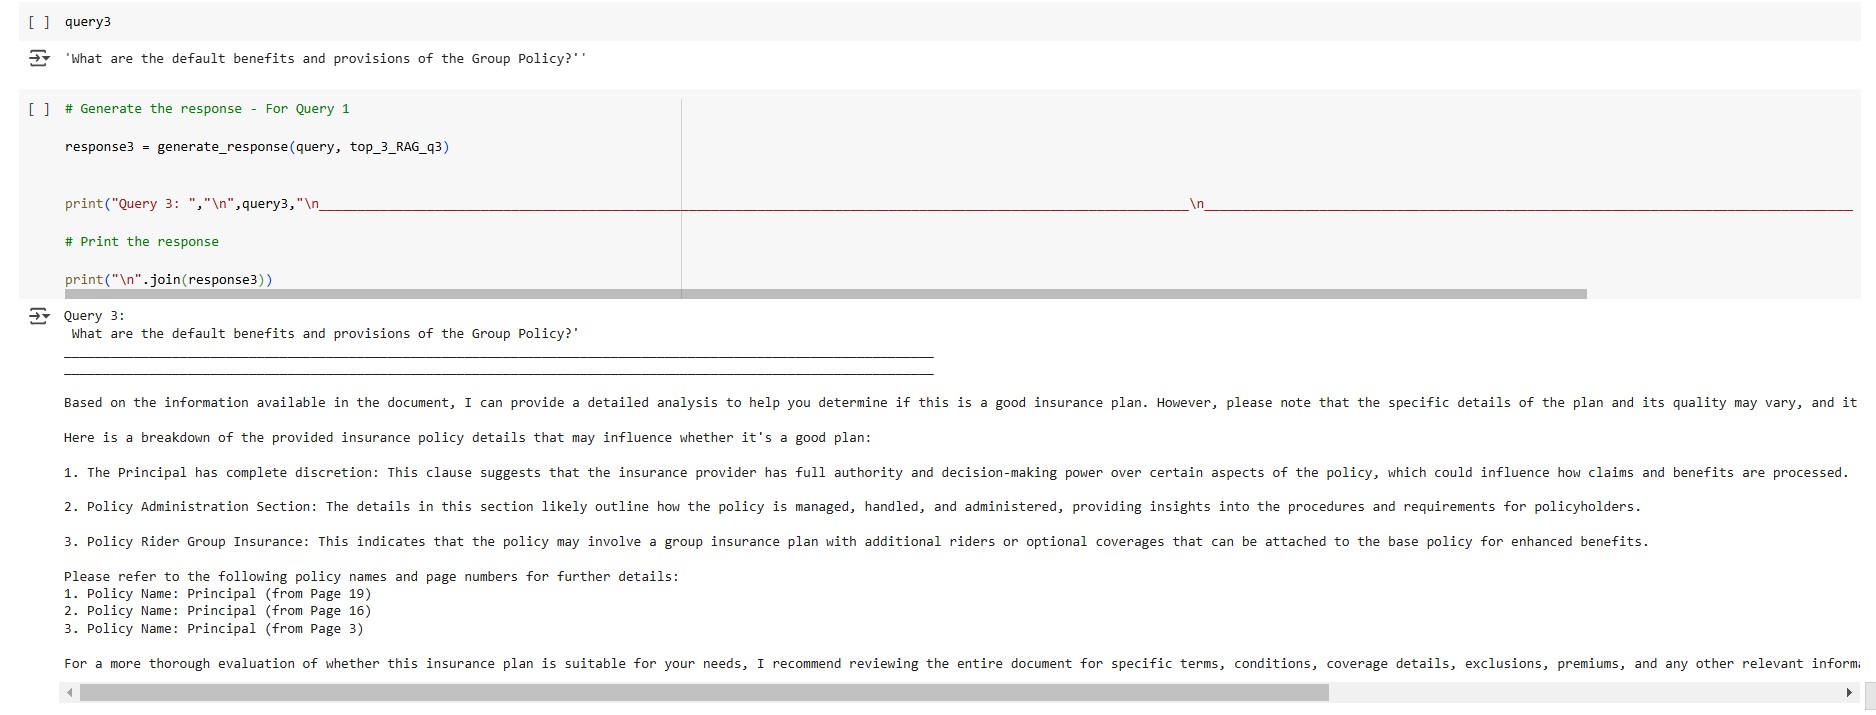 [ ] query3
'What are the default benefits and provisions of the Group Policy?''
[ ] # Generate the response - For Query 1
response3 = generate_response(query, top_3_RAG_q3)
print("Query 3: ","\n",query3,"\n_________________________________________________________________________________________________________________\n____________________________________________________________________________________
# Print the response
print("\n".join(response3))
Query 3:
What are the default benefits and provisions of the Group Policy?'
_________________________________________________________________________________________________________________
_________________________________________________________________________________________________________________
Based on the information available in the document, I can provide a detailed analysis to help you determine if this is a good insurance plan. However, please note that the specific details of the plan and its quality may vary, and it
Here is a breakdown of the provided insurance policy details that may influence whether it's a good plan:
1. The Principal has complete discretion: This clause suggests that the insurance provider has full authority and decision-making power over certain aspects of the policy, which could influence how claims and benefits are processed.
2. Policy Administration Section: The details in this section likely outline how the policy is managed, handled, and administered, providing insights into the procedures and requirements for policyholders.
3. Policy Rider Group Insurance: This indicates that the policy may involve a group insurance plan with additional riders or optional coverages that can be attached to the base policy for enhanced benefits.
Please refer to the following policy names and page numbers for further details:
1. Policy Name: Principal (from Page 19)
2. Policy Name: Principal (from Page 16)
3. Policy Name: Principal (from Page 3)
For a more thorough evaluation of whether this insurance plan is suitable for your needs, I recommend reviewing the entire document for specific terms, conditions, coverage details, exclusions, premiums, and any other relevant inform